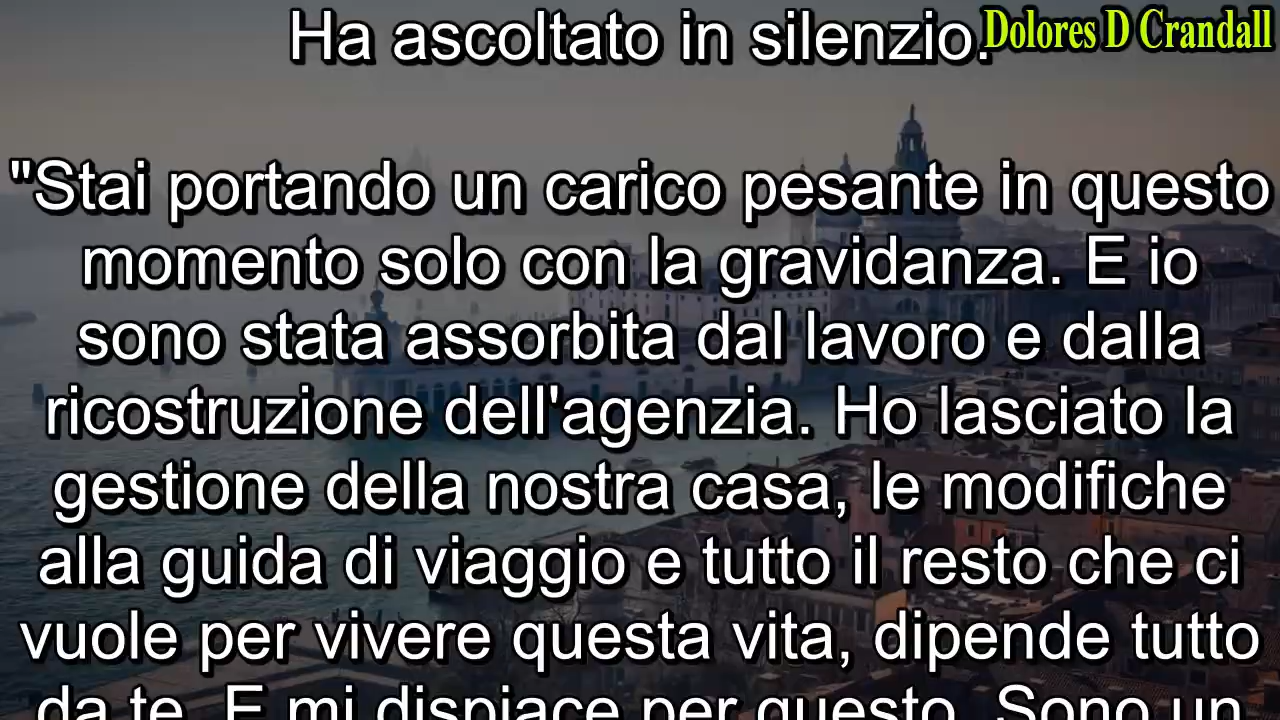 Ha ascoltato in silenzio.
Dolores D Crandall
"Stai portando un carico pesante in questo
momento solo con la gravidanza. E io
sono stata assorbita dal lavoro e dalla
ricostruzione dell'agenzia. Ho lasciato la
gestione della nostra casa, le modifiche
alla guida di viaggio e tutto il resto che ci
vuole per vivere questa vita, dipende tutto
da te. E mi dispiace per questo. Sono un